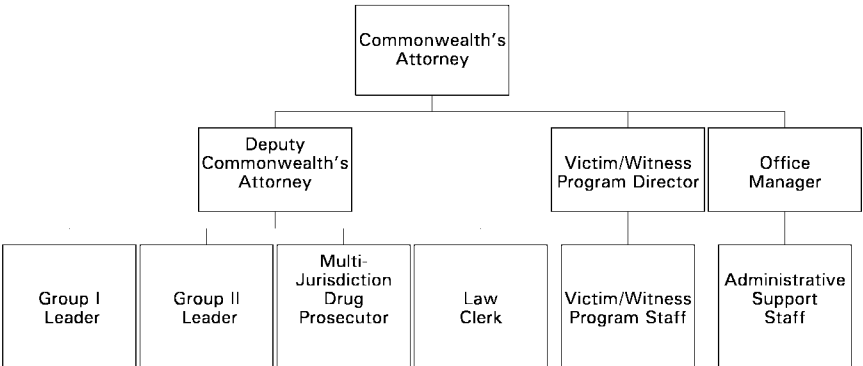 Commonwealth's
Attorney
Deputy
Commonwealth's
Attorney
Victim/Witness
Program Director
Office
Manager
Group I
Leader
Group II
Leader
Multi-
Jurisdiction
Drug
Prosecutor
Law
Clerk
Victim/Witness
Program Staff
Administrative
Support
Staff